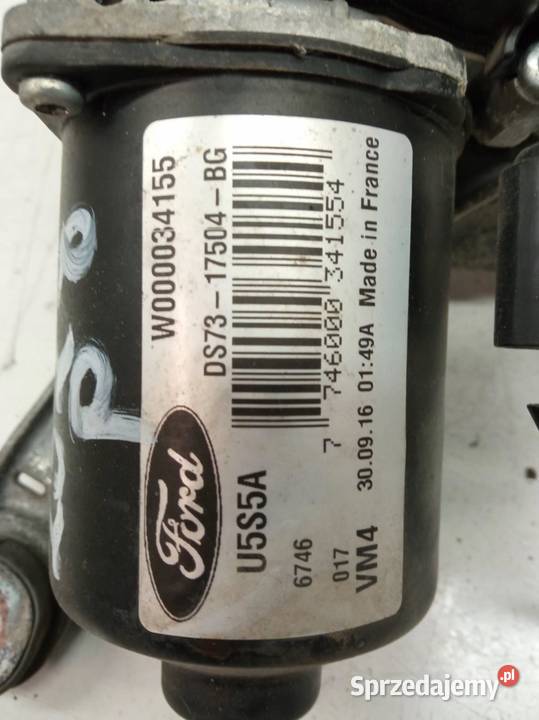 W000034155
DS73-17504-BG
7 746000 341554
30.09.16 01:49A Made in France
Ford
U5S5A
6746
017
VM4
Sprzedajemy.pl